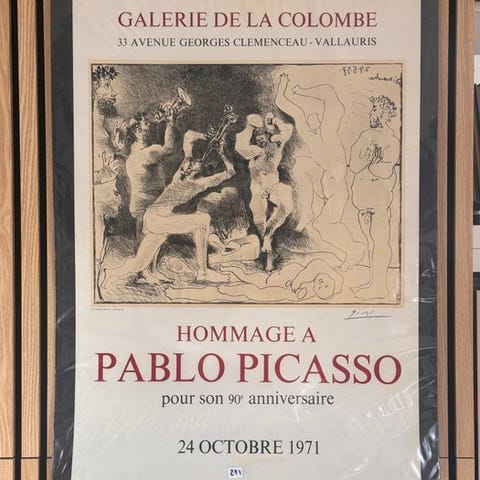 GALERIE DE LA COLOMBE
33 AVENUE GEORGES CLEMENCEAU - VALLAURIS
HOMMAGE A
PABLO PICASSO
pour son 90e anniversaire
24 OCTOBRE 1971